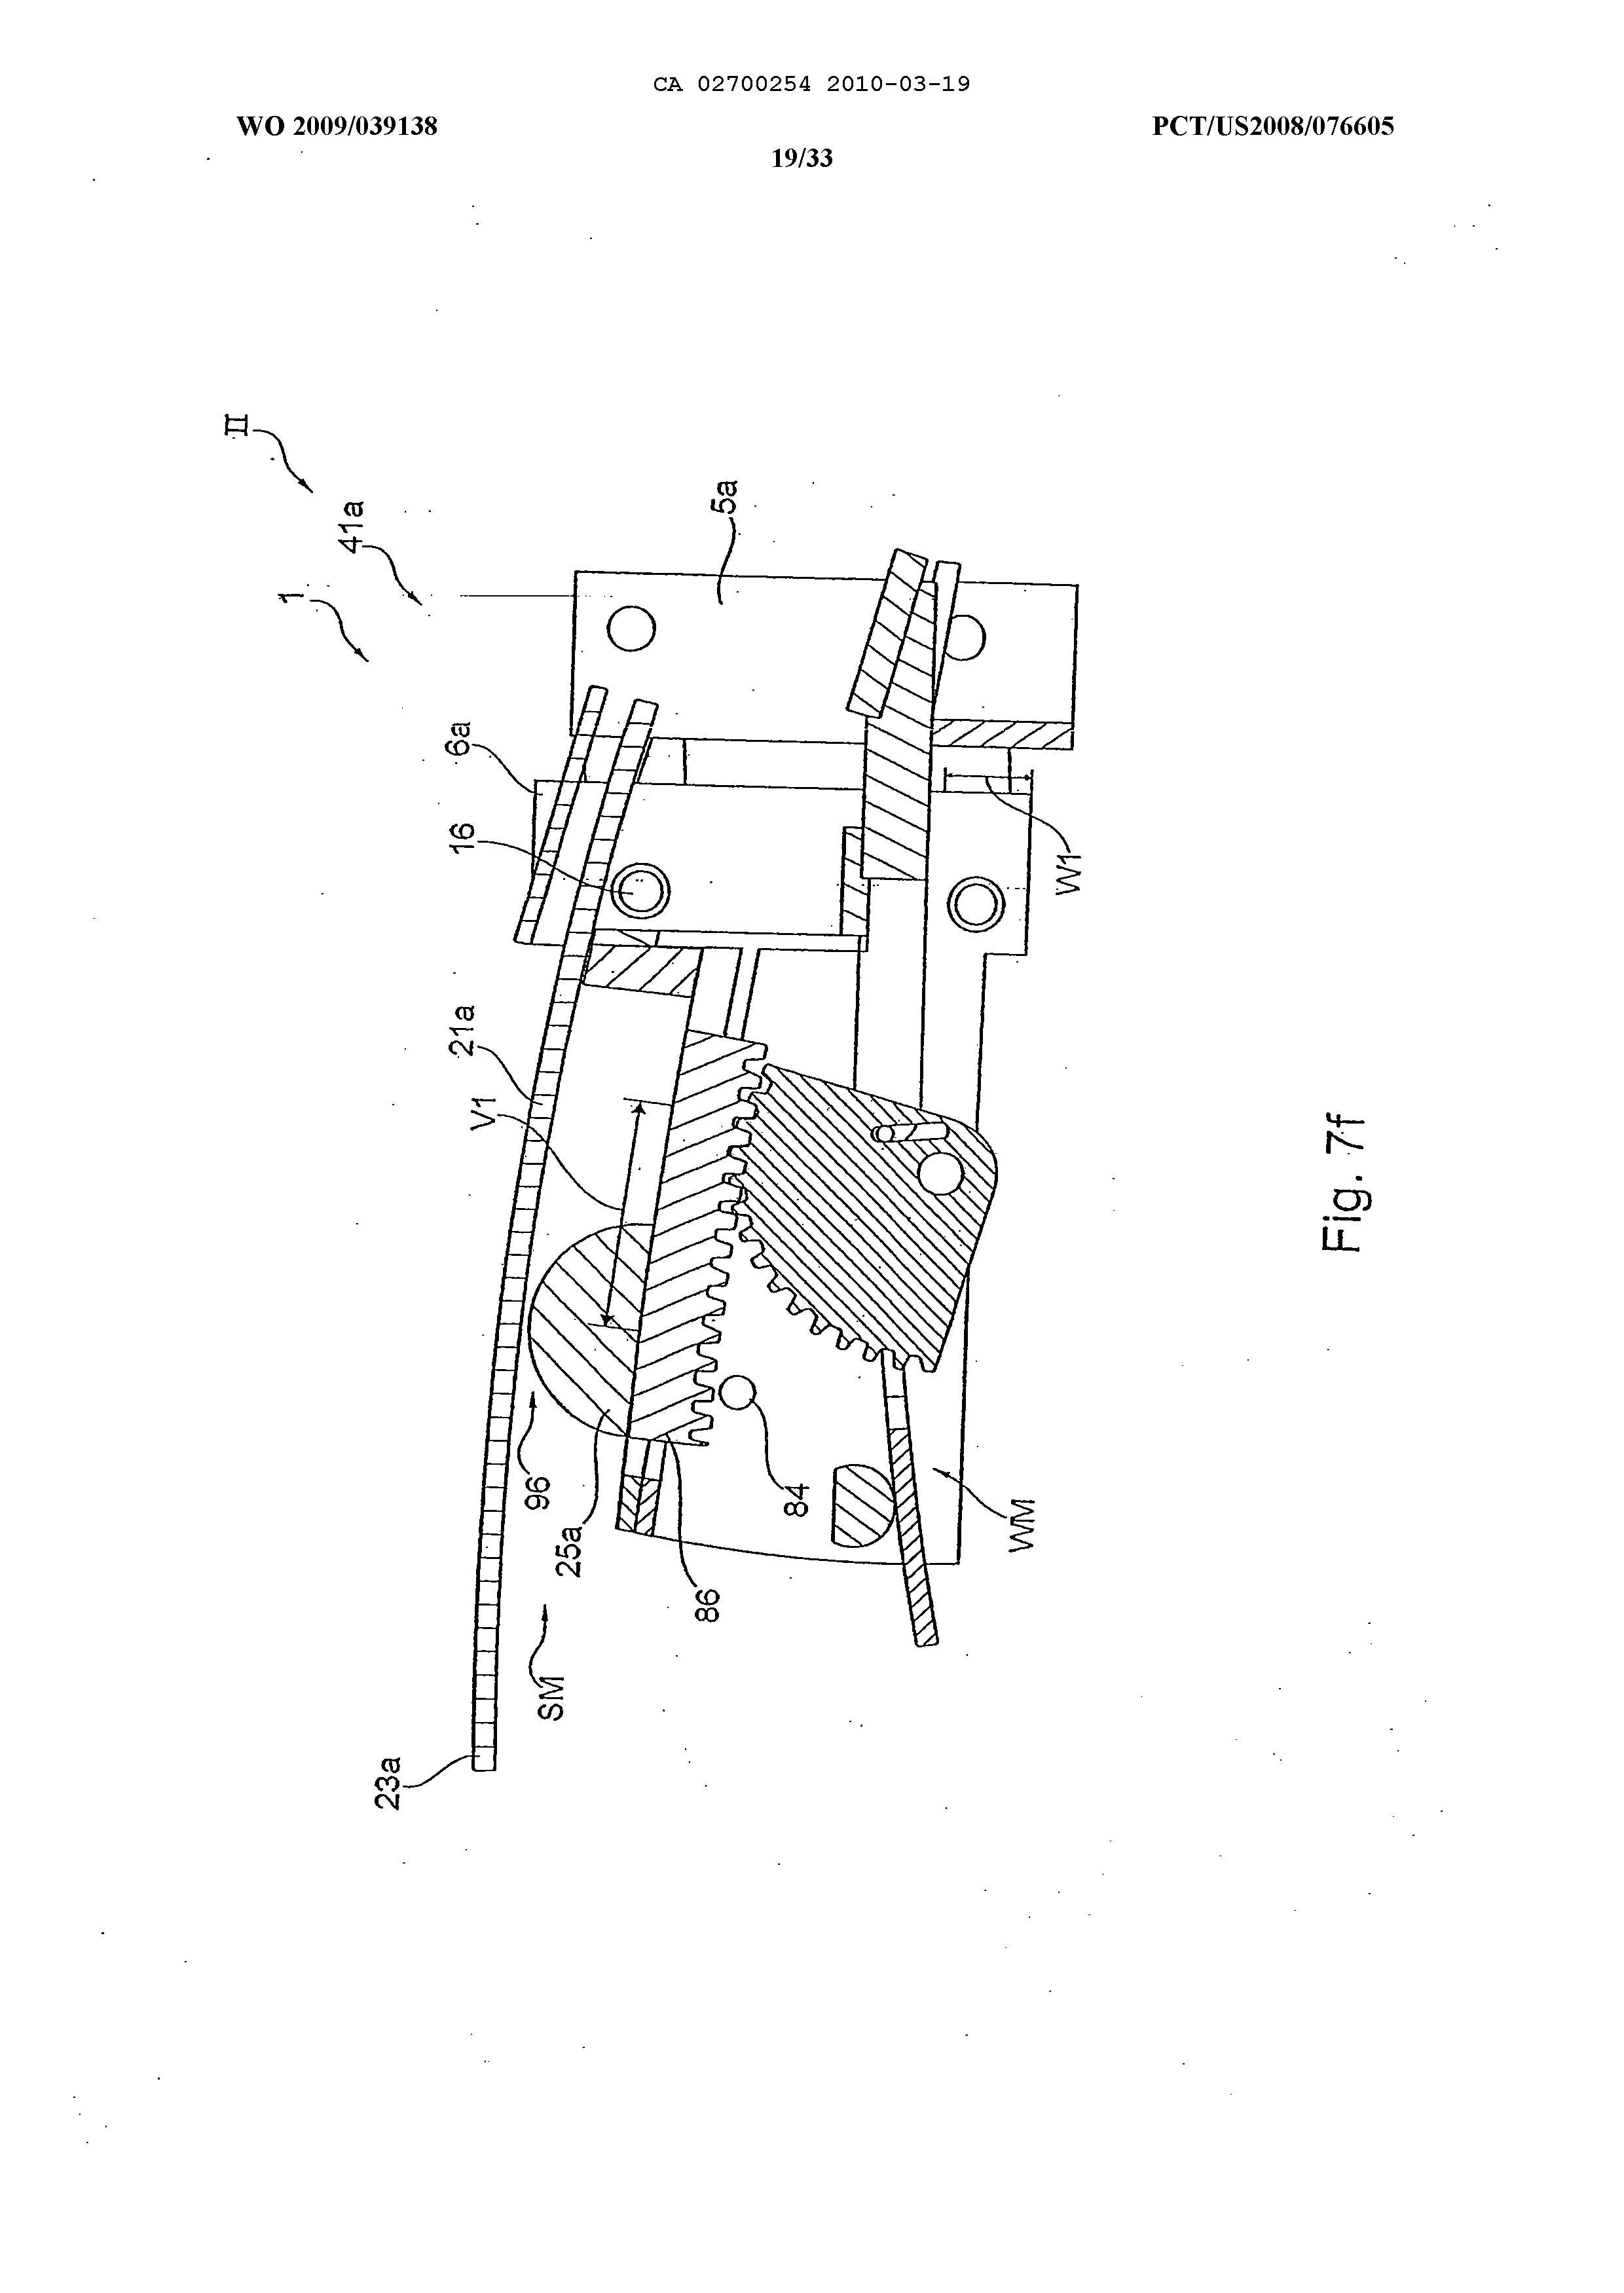 CA 02700254 2010-03-19
WO 2009/039138
PCT/US2008/076605
19/33
II
41a
1
5a
6a
16
21a
V1
W1
96
25a
84
86
WM
SM
23a
Fig. 7f